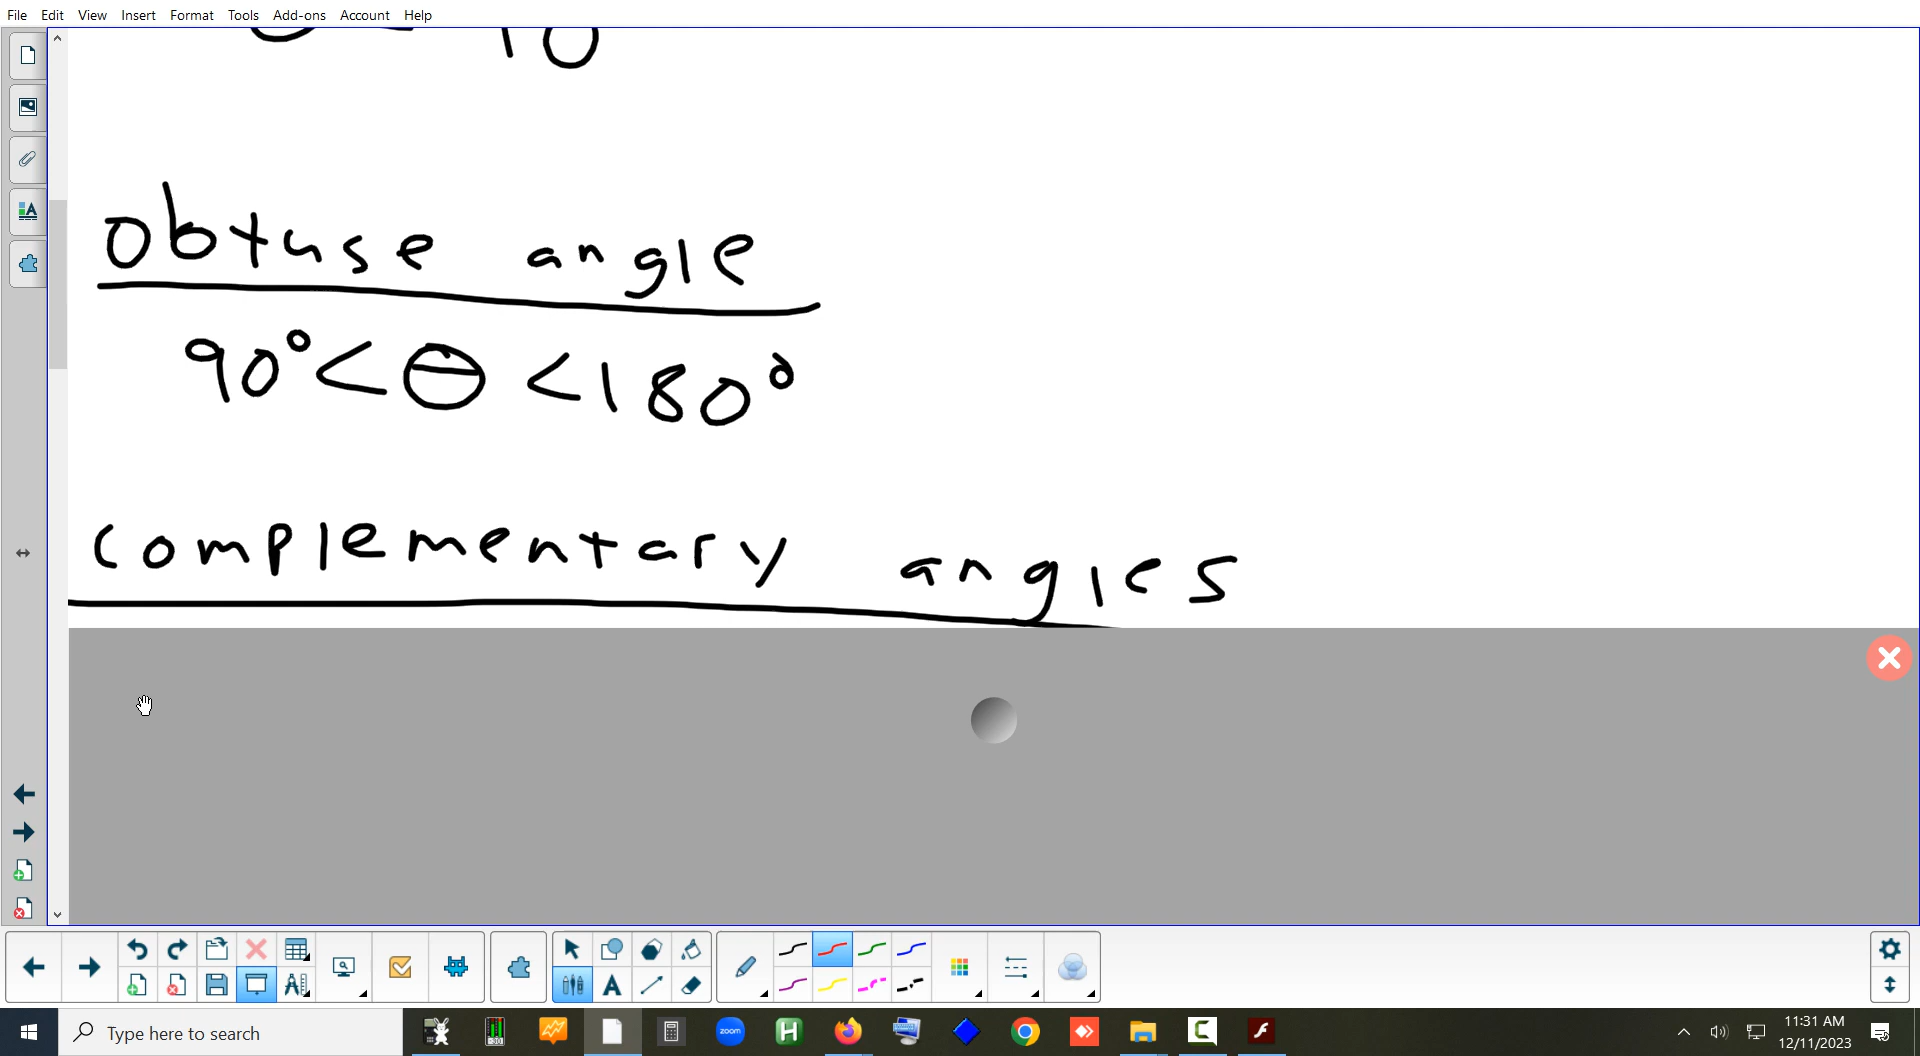 File Edit View Insert Format Tools Add-ons Account Help
Obtuse angle
90° < θ < 180°
complementary angles
zoom
Type here to search
11:31 AM
12/11/2023